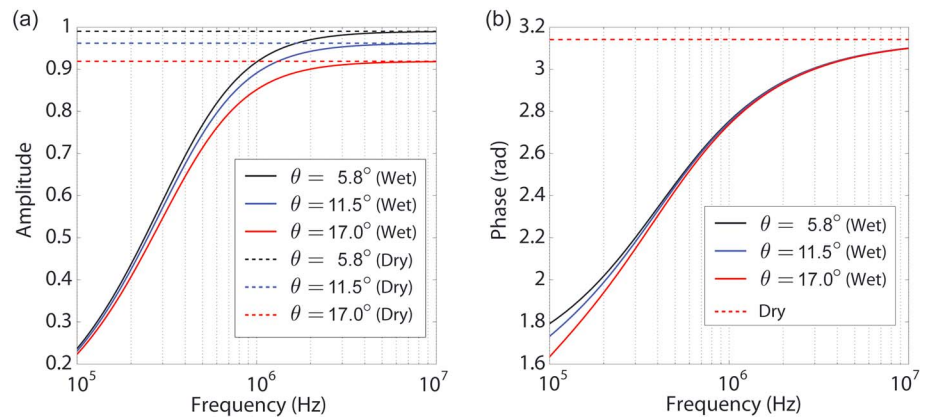 (a)
1
0.9
0.8
0.7
0.6
0.5
0.4
0.3
0.2
Amplitude
10^5
10^6
10^7
Frequency (Hz)
θ = 5.8° (Wet)
θ = 11.5° (Wet)
θ = 17.0° (Wet)
θ = 5.8° (Dry)
θ = 11.5° (Dry)
θ = 17.0° (Dry)
(b)
3.2
3
2.8
2.6
2.4
2.2
2
1.8
1.6
Phase (rad)
10^5
10^6
10^7
Frequency (Hz)
θ = 5.8° (Wet)
θ = 11.5° (Wet)
θ = 17.0° (Wet)
Dry